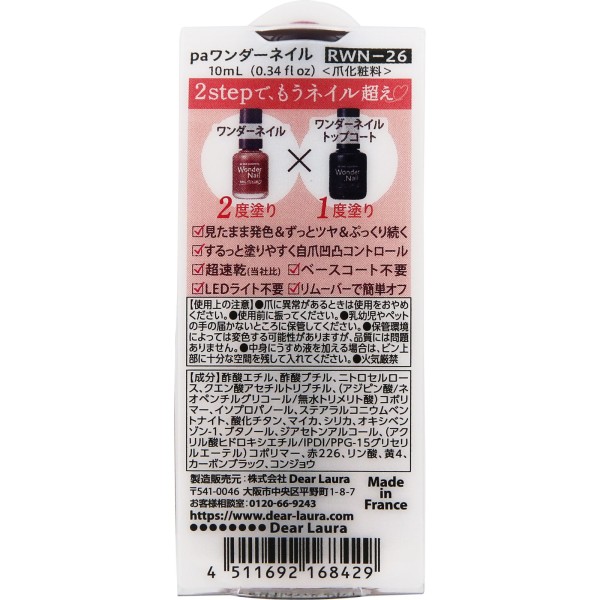 paワンダーネイル RWN-26
10mL (0.34 fl oz) <爪化粧料>
2stepで、もうネイル超え♡
ワンダーネイル
ワンダーネイル
トップコート
×
Wonder Nail
Wonder Nail
2度塗り
1度塗り
☑見たまま発色&ずっとツヤ&ぷっくり続く
☑するっと塗りやすく自爪凹凸コントロール
☑超速乾(当社比) ☑ベースコート不要
☑LEDライト不要 ☑リムーバーで簡単オフ
【使用上の注意】●爪に異常があるときは使用をおやめ
ください。●使用前に振ってください。●乳幼児やペット
の手の届かないところに保管してください。●保管環境
によっては変色する可能性がありますが、品質には問題
ありません。●中身にうすめ液を加える場合は、ビン上
部に十分な空間を残して入れてください。●火気厳禁
【成分】酢酸エチル、酢酸ブチル、ニトロセルロー
ス、クエン酸アセチルトリブチル、(アジピン酸/ネ
オペンチルグリコール/無水トリメリト酸)コポリ
マー、イソプロパノール、ステアラルコニウムベン
トナイト、酸化チタン、マイカ、シリカ、オキシベン
ゾン-1、ブタノール、ジアセトンアルコール、(アク
リル酸ヒドロキシエチル/IPDI/PPG-15グリセリ
ルエーテル)コポリマー、赤226、リン酸、黄4、
カーボンブラック、コンジョウ
製造販売元:株式会社 Dear Laura
〒541-0046 大阪市中央区平野町1-8-7
お客様相談室:0120-66-9243
https://www.dear-laura.com
●●●●●●●● Dear Laura
Made
in
France
4 511692 168429